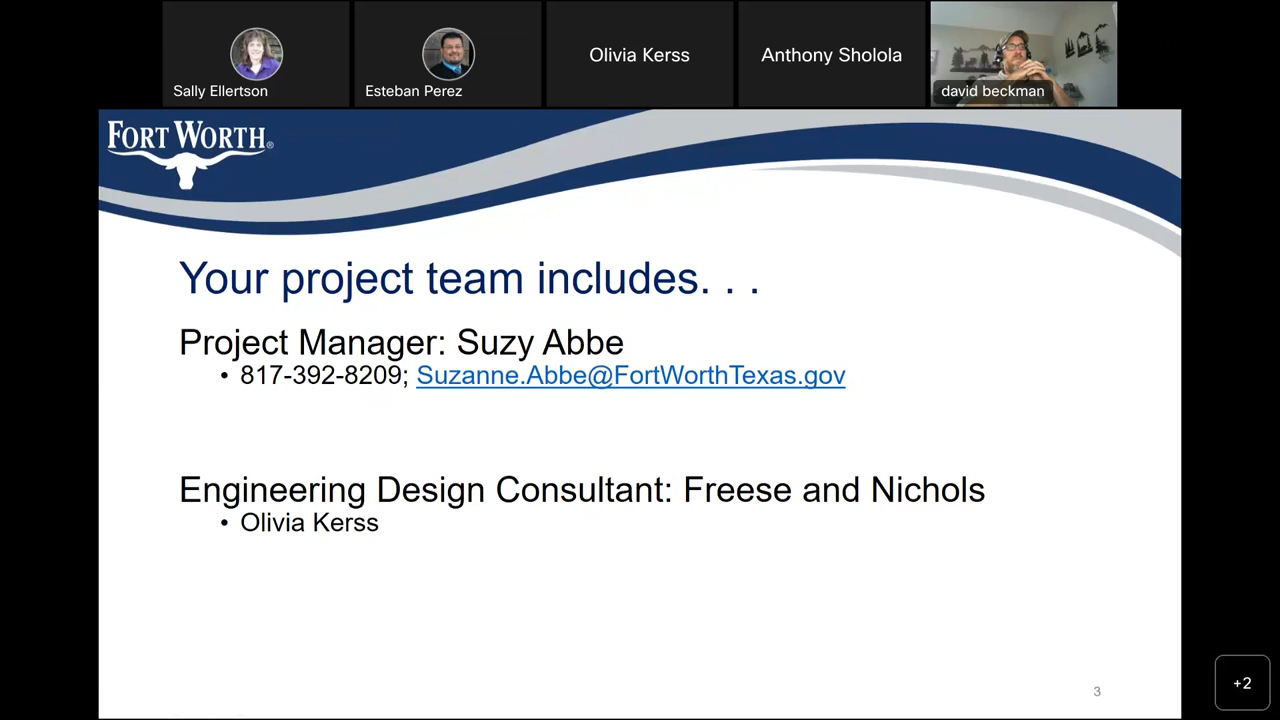 Sally Ellertson
Esteban Perez
Olivia Kerss
Anthony Sholola
david beckman
FORT WORTH®
Your project team includes. . .
Project Manager: Suzy Abbe
• 817-392-8209; Suzanne.Abbe@FortWorthTexas.gov
Engineering Design Consultant: Freese and Nichols
• Olivia Kerss
3
+2